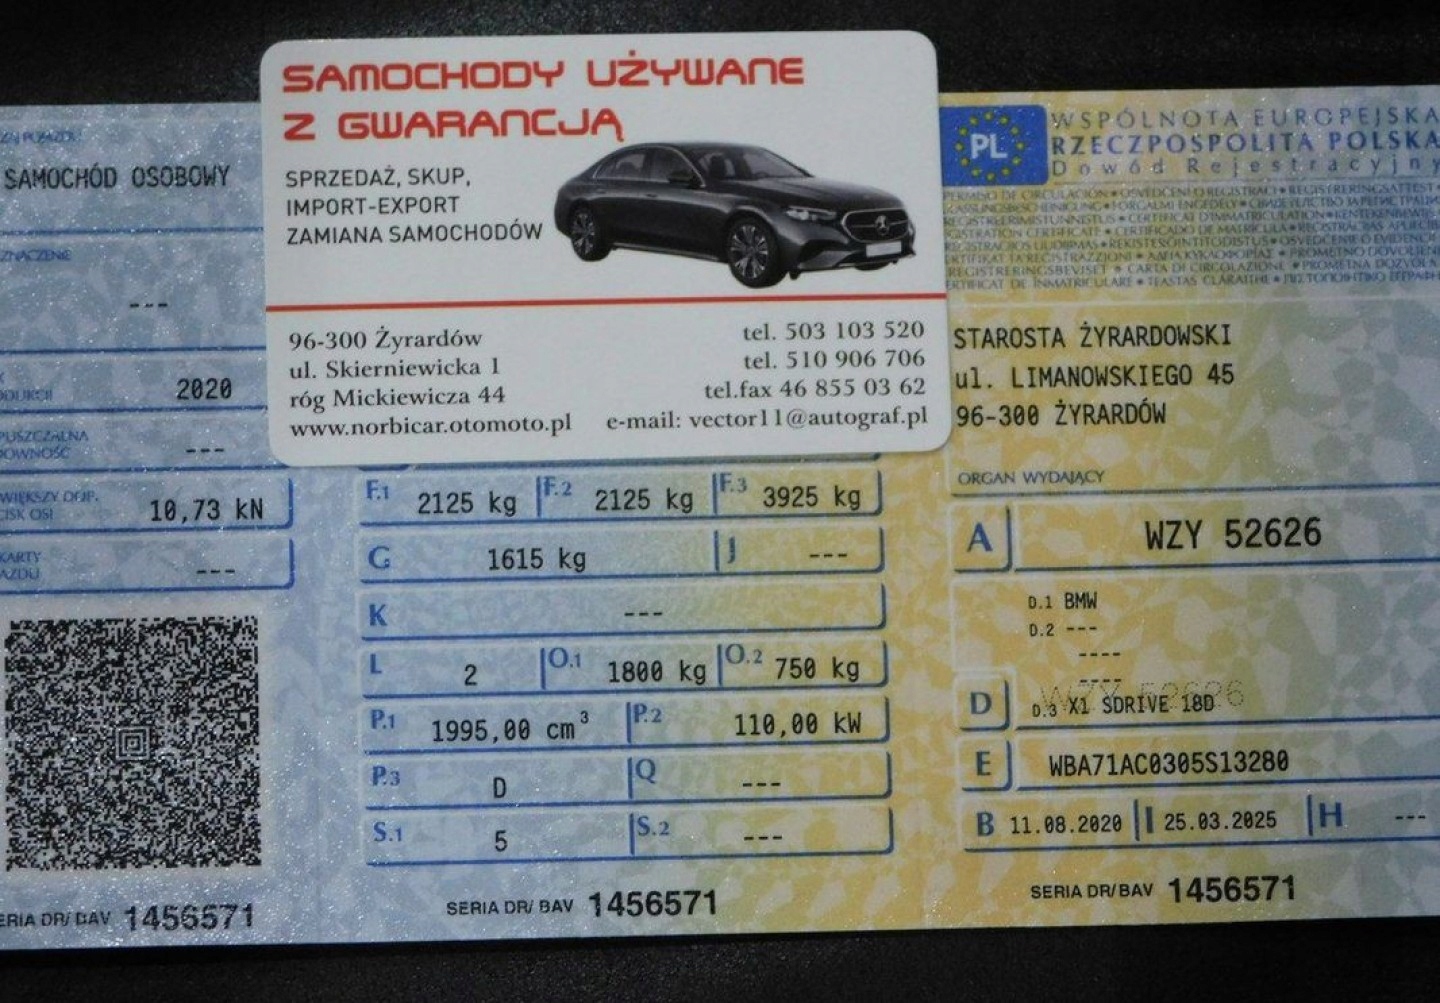 SAMOCHODY UŻYWANE
Z GWARANCJĄ
SPRZEDAŻ, SKUP,
IMPORT-EXPORT
ZAMIANA SAMOCHODÓW
96-300 Żyrardów
ul. Skierniewicka 1
róg Mickiewicza 44
www.norbicar.otomoto.pl
tel. 503 103 520
tel. 510 906 706
tel.fax 46 855 03 62
e-mail: vector11@autograf.pl
SAMOCHÓD OSOBOWY
---
2020
---
10,73 kN
---
SERIA DR/BAV 1456571
F.1 2125 kg F.2 2125 kg F.3 3925 kg
G 1615 kg J ---
K ---
L 2 O.1 1800 kg O.2 750 kg
P.1 1995,00 cm³ P.2 110,00 kW
P.3 D Q ---
S.1 5 S.2 ---
SERIA DR/BAV 1456571
PL
WSPÓLNOTA EUROPEJSKA
RZECZPOSPOLITA POLSKA
Dowód Rejestracyjny
STAROSTA ŻYRARDOWSKI
ul. LIMANOWSKIEGO 45
96-300 ŻYRARDÓW
ORGAN WYDAJĄCY
A WZY 52626
D.1 BMW
D.2 ---
----
----
WZY 52626
D D.3 X1 SDRIVE 18D
E WBA71AC0305S13280
B 11.08.2020 I 25.03.2025 H ---
SERIA DR/BAV 1456571